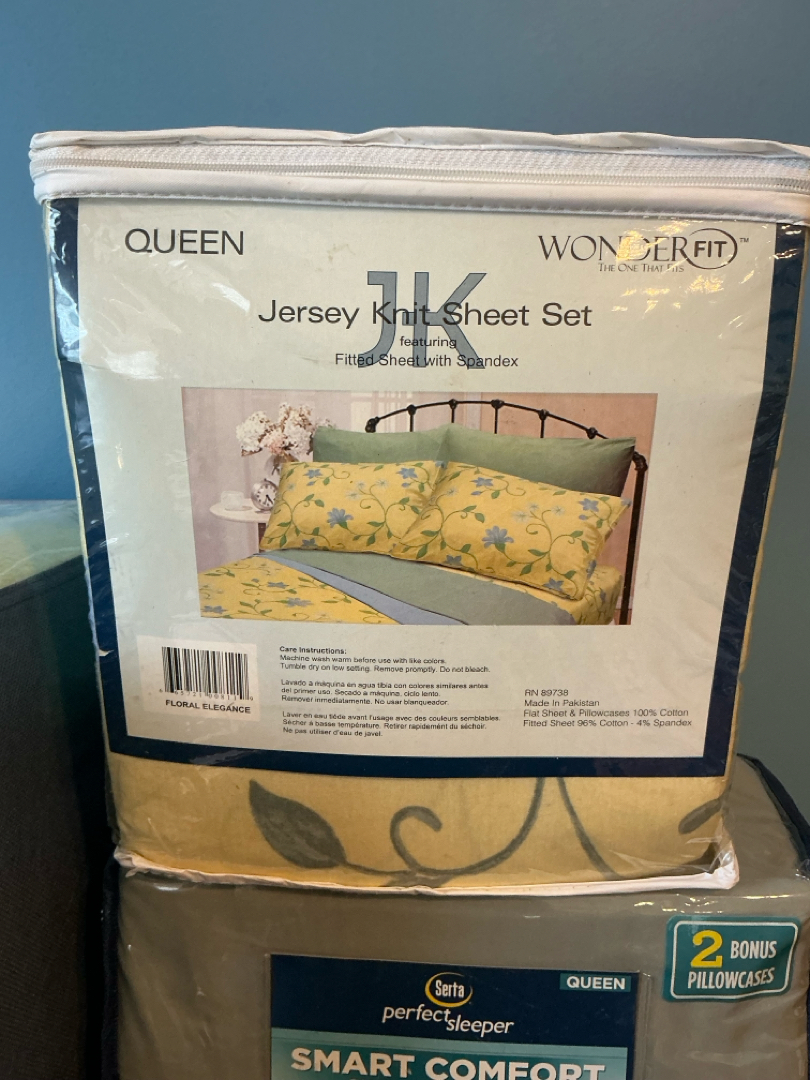 QUEEN
WONDERFIT™
THE ONE THAT FITS
JK
Jersey Knit Sheet Set
featuring
Fitted Sheet with Spandex
Care Instructions:
Machine wash warm before use with like colors.
Tumble dry on low setting. Remove promptly. Do not bleach.
Lavado a máquina en agua tibia con colores similares antes
del primer uso. Secado a máquina, ciclo lento.
Remover inmediatamente. No usar blanqueador.
Laver en eau tiède avant l'usage avec des couleurs semblables.
Sécher à basse température. Retirer rapidement du séchoir.
Ne pas utiliser d'eau de javel.
FLORAL ELEGANCE
RN 89738
Made In Pakistan
Flat Sheet & Pillowcases 100% Cotton
Fitted Sheet 96% Cotton - 4% Spandex
2 BONUS
PILLOWCASES
QUEEN
Serta
perfect sleeper
SMART COMFORT